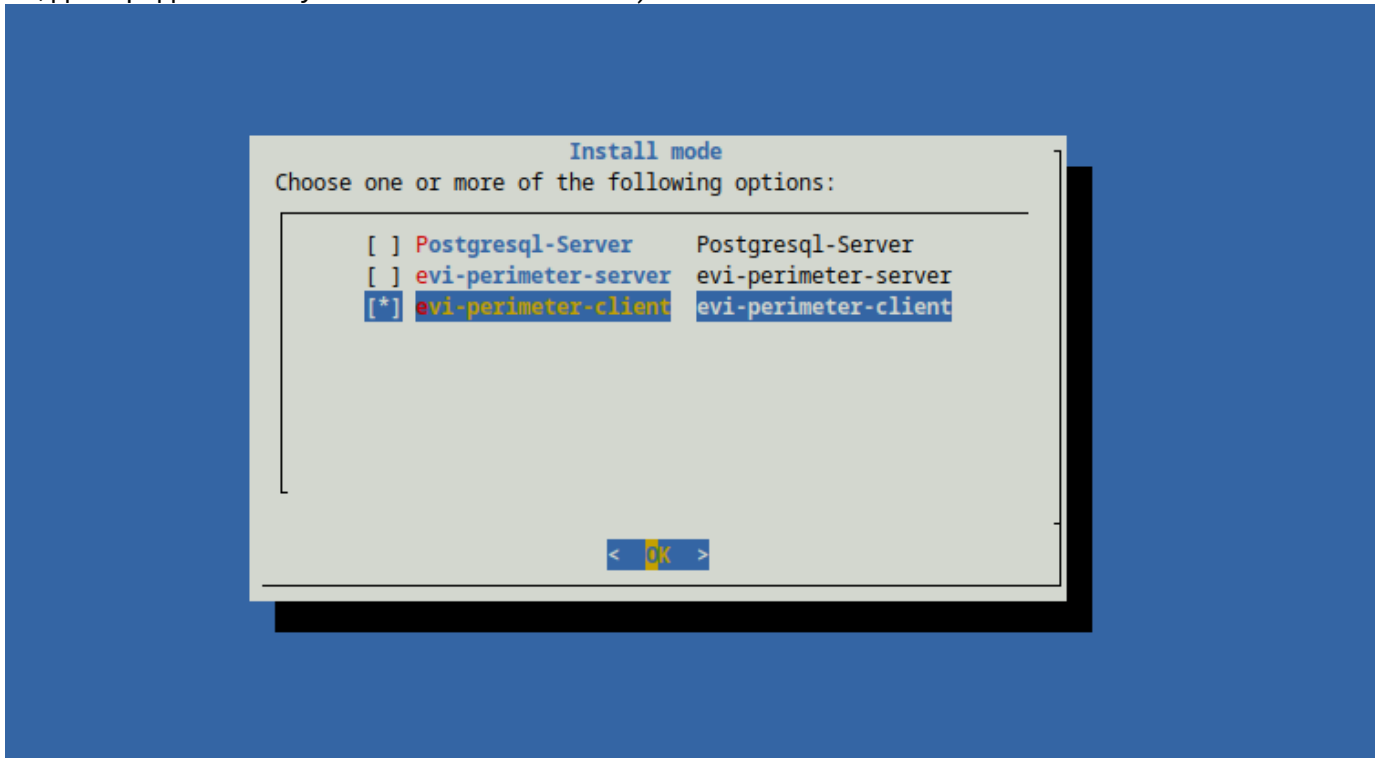 Install mode
Choose one or more of the following options:
[ ] Postgresql-Server Postgresql-Server
[ ] evi-perimeter-server evi-perimeter-server
[*] evi-perimeter-client evi-perimeter-client
< OK >